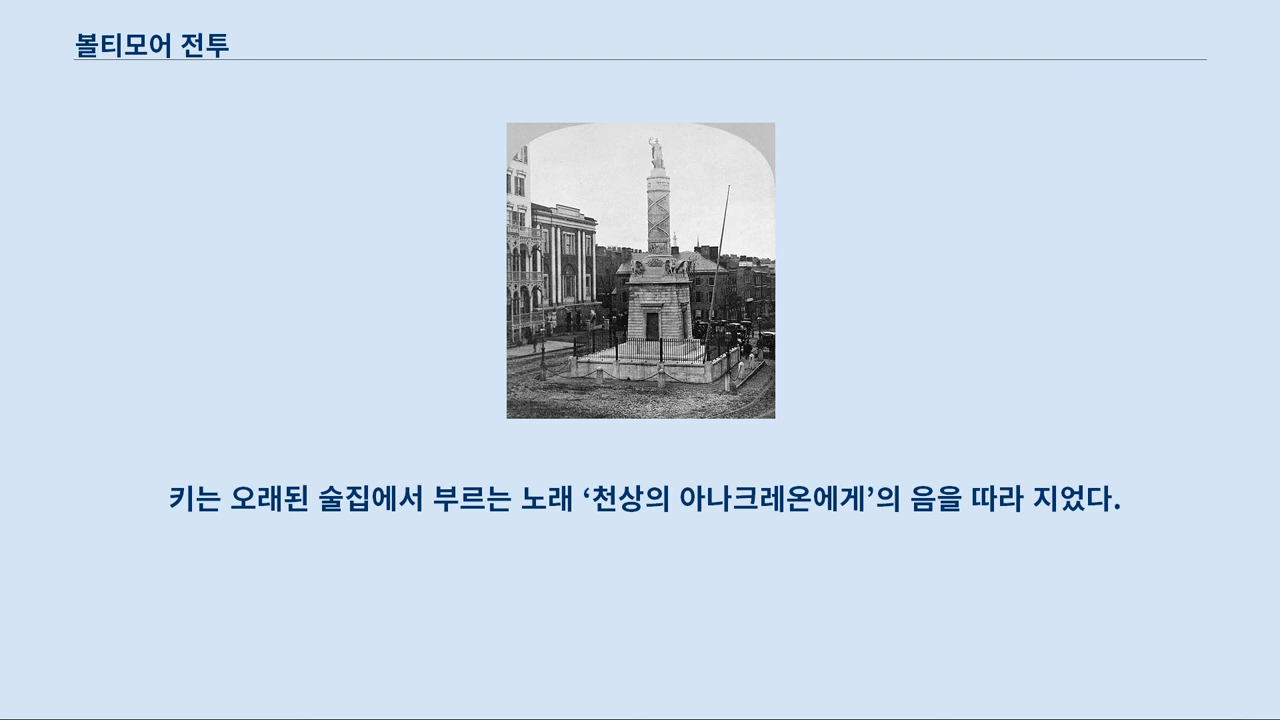 볼티모어 전투
키는 오래된 술집에서 부르는 노래 ‘천상의 아나크레온에게’의 음을 따라 지었다.